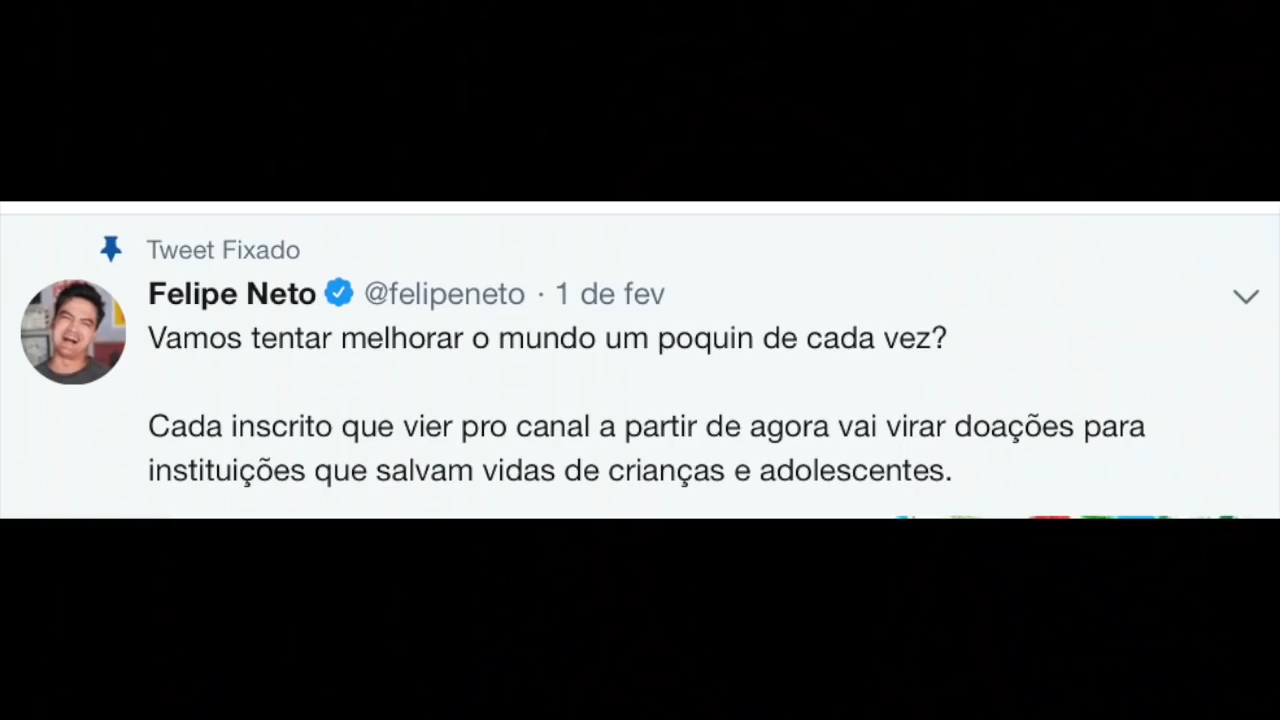 Tweet Fixado
Felipe Neto @felipeneto · 1 de fev
Vamos tentar melhorar o mundo um poquin de cada vez?
Cada inscrito que vier pro canal a partir de agora vai virar doações para
instituições que salvam vidas de crianças e adolescentes.